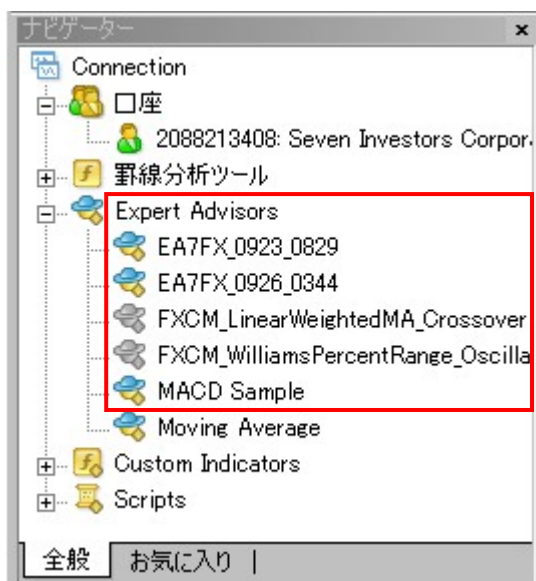 ナビゲーター
Connection
口座
2088213408: Seven Investors Corpor
罫線分析ツール
Expert Advisors
EA7FX_0923_0829
EA7FX_0926_0344
FXCM_LinearWeightedMA_Crossover
FXCM_WilliamsPercentRange_Oscilla
MACD Sample
Moving Average
Custom Indicators
Scripts
全般 お気に入り |